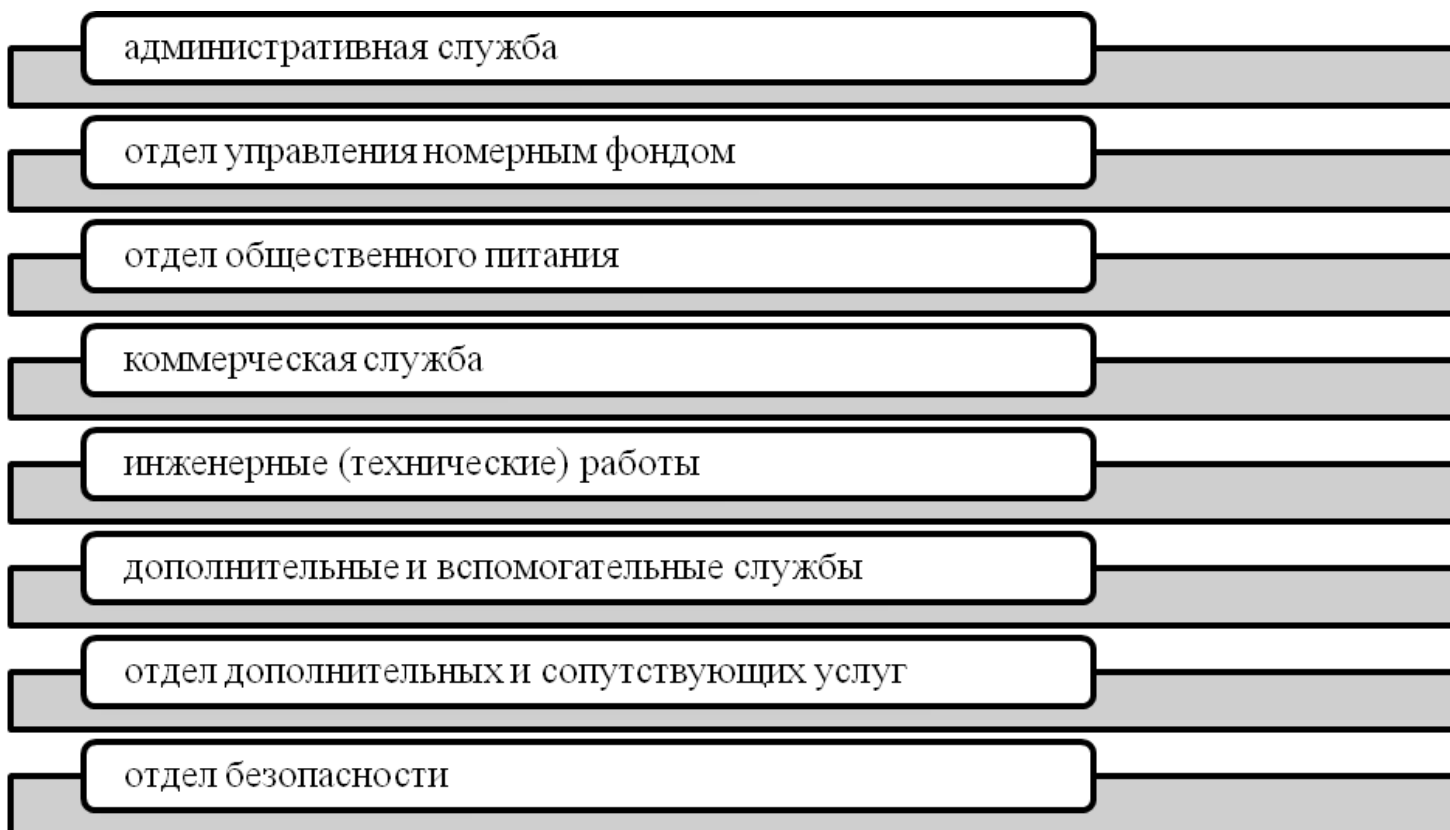 административная служба
отдел управления номерным фондом
отдел общественного питания
коммерческая служба
инженерные (технические) работы
дополнительные и вспомогательные службы
отдел дополнительных и сопутствующих услуг
отдел безопасности